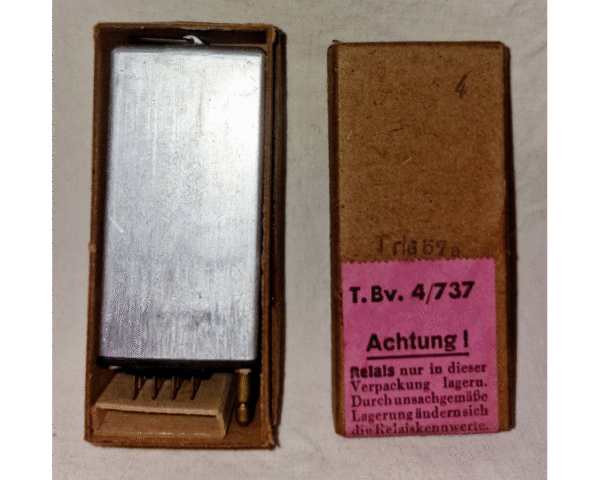 4
Trls 57a
T.Bv. 4/737
Achtung!
Relais nur in dieser
Verpackung lagern.
Durch unsachgemäße
Lagerung ändern sich
die Relaiskennwerte.